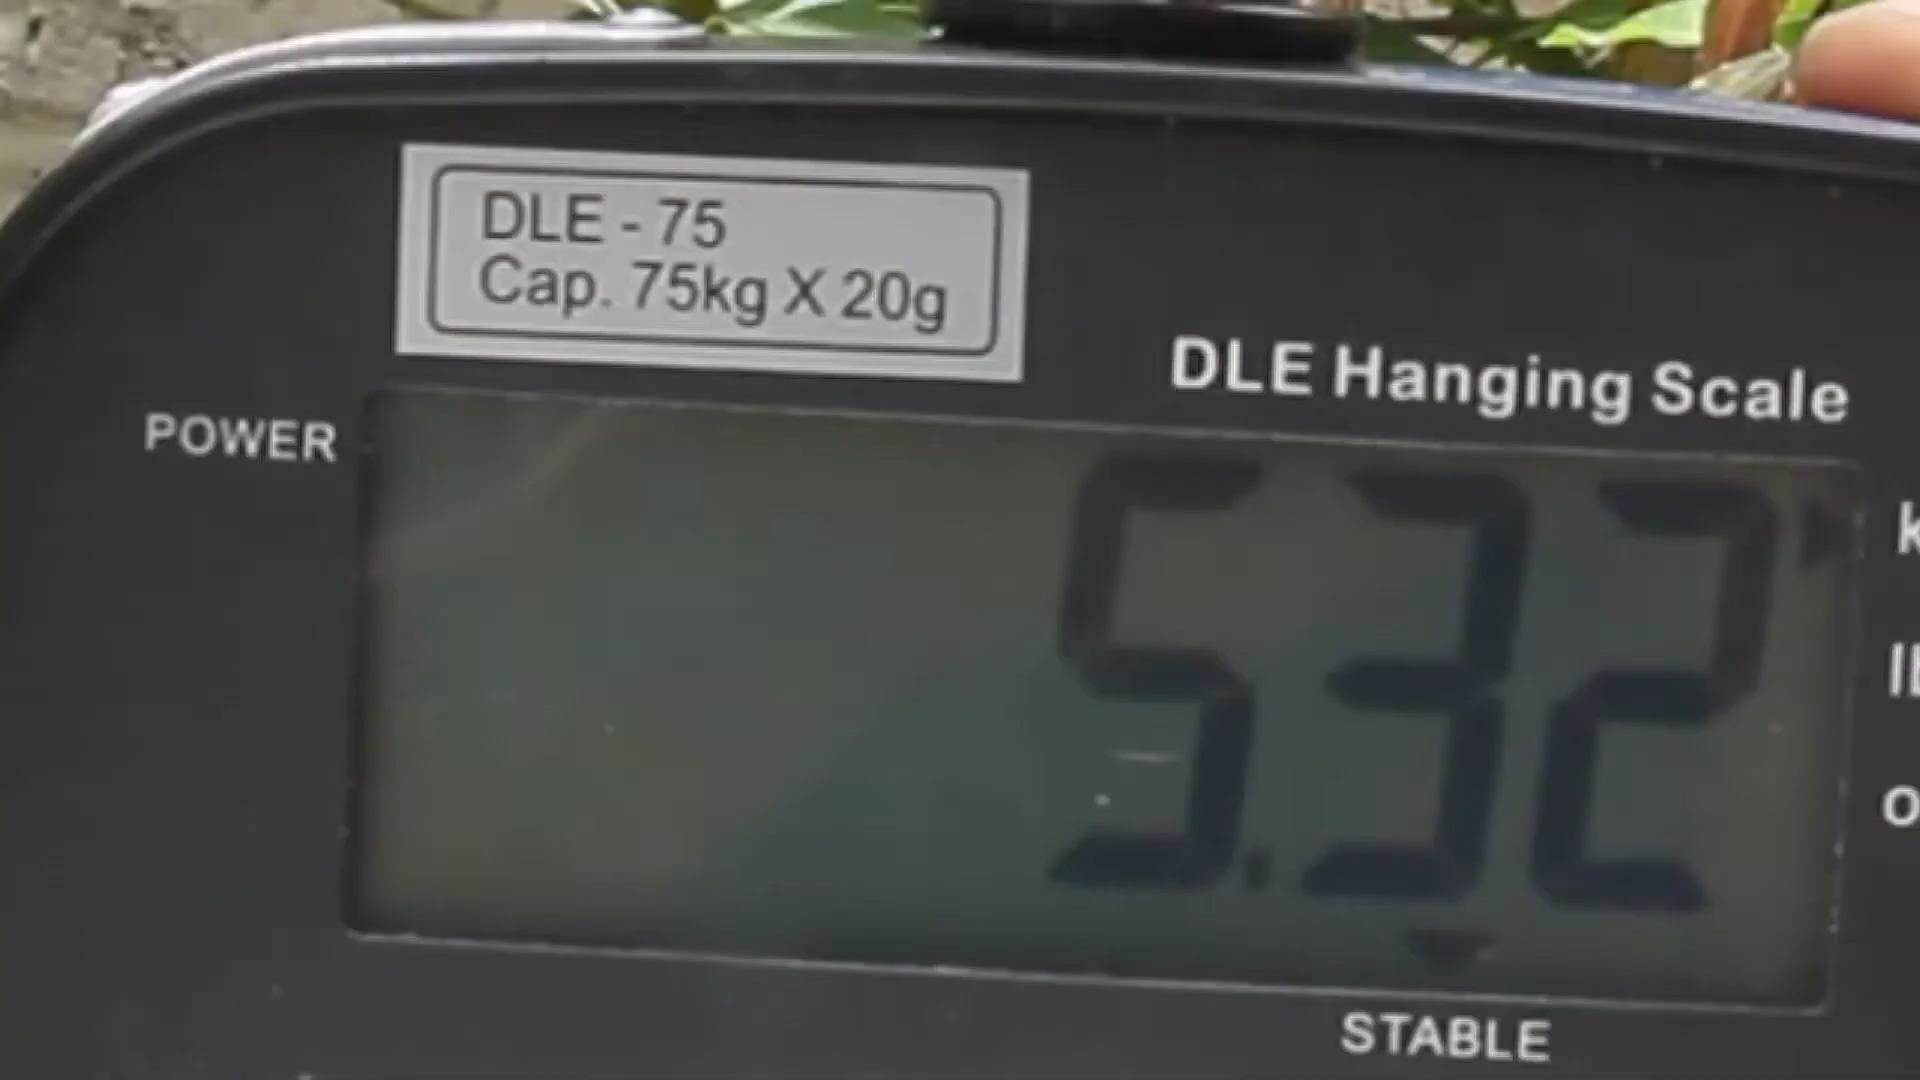 DLE - 75
Cap. 75kg X 20g
DLE Hanging Scale
POWER
5.32
STABLE